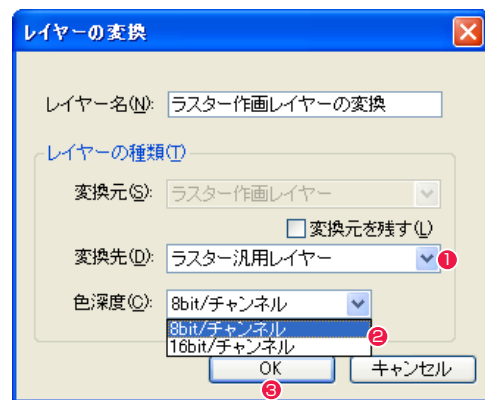 レイヤーの変換
レイヤー名(N): ラスター作画レイヤーの変換
レイヤーの種類(T)
変換元(S): ラスター作画レイヤー
変換元を残す(L)
変換先(D): ラスター汎用レイヤー 1
色深度(C): 8bit/チャンネル
8bit/チャンネル 2
16bit/チャンネル
OK キャンセル
3